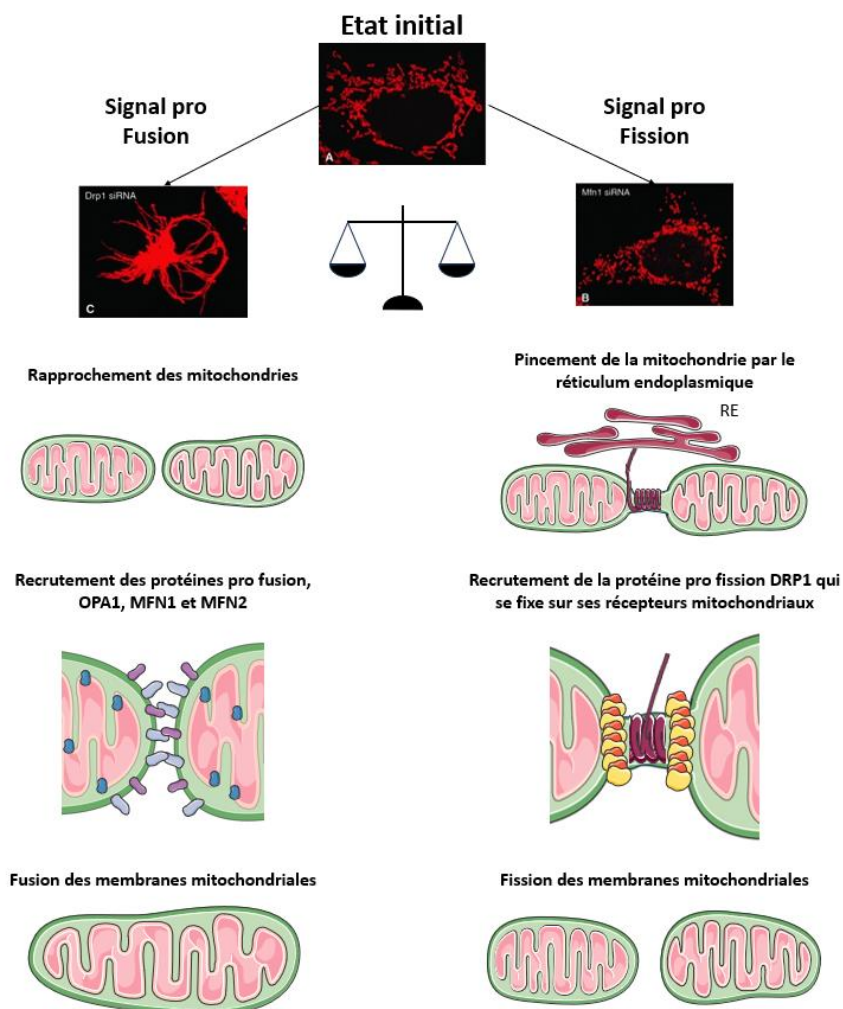 Etat initial
Signal pro
Fusion
Signal pro
Fission
A
Drp1 siRNA
C
Mfn1 siRNA
B
Rapprochement des mitochondries
Pincement de la mitochondrie par le
réticulum endoplasmique
RE
Recrutement des protéines pro fusion,
OPA1, MFN1 et MFN2
Recrutement de la protéine pro fission DRP1 qui
se fixe sur ses récepteurs mitochondriaux
Fusion des membranes mitochondriales
Fission des membranes mitochondriales